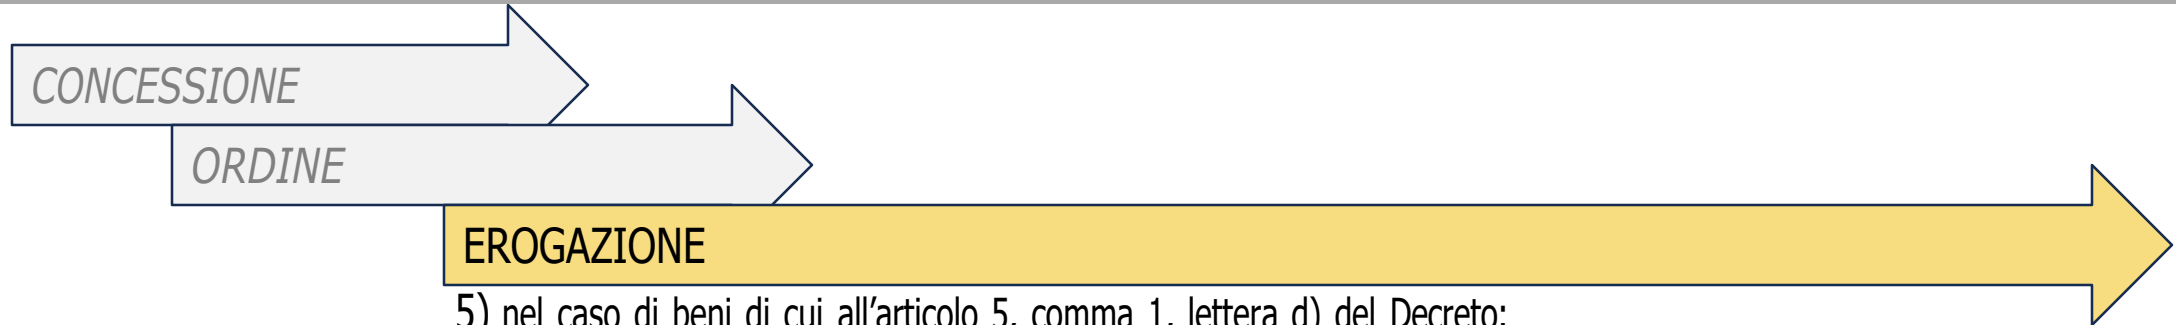 CONCESSIONE
ORDINE
EROGAZIONE
5) nel caso di beni di cui all’articolo 5, comma 1, lettera d) del Decreto: